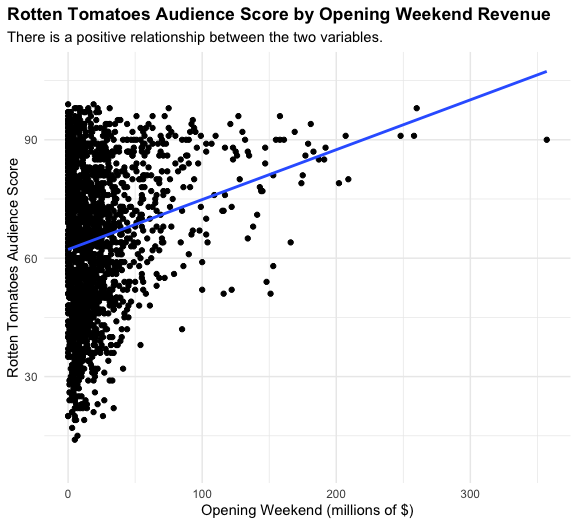 Rotten Tomatoes Audience Score by Opening Weekend Revenue
There is a positive relationship between the two variables.
Rotten Tomatoes Audience Score
90
60
30
0 100 200 300
Opening Weekend (millions of $)